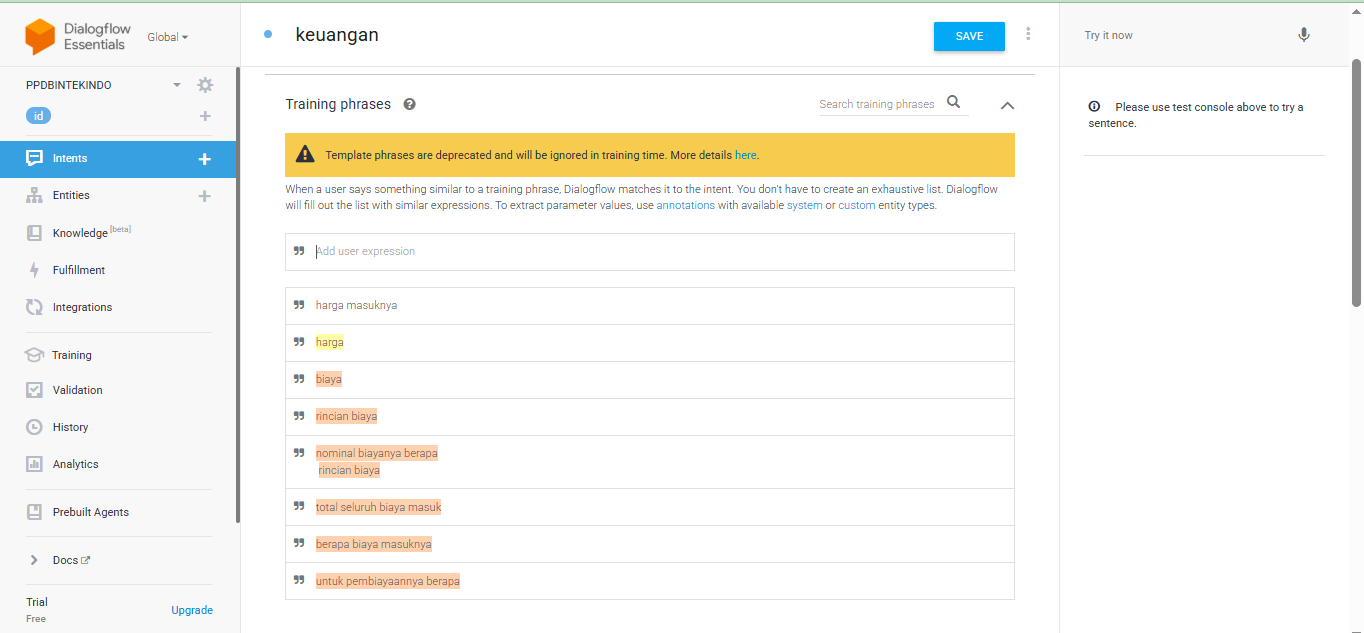 Dialogflow
Essentials
Global
keuangan
SAVE
Try it now
PPDBINTEKINDO
id
Intents
Entities
Knowledge [beta]
Fulfillment
Integrations
Training
Validation
History
Analytics
Prebuilt Agents
Docs
Trial
Free
Upgrade
Training phrases
Search training phrases
Template phrases are deprecated and will be ignored in training time. More details here.
When a user says something similar to a training phrase, Dialogflow matches it to the intent. You don't have to create an exhaustive list. Dialogflow
will fill out the list with similar expressions. To extract parameter values, use annotations with available system or custom entity types.
Add user expression
harga masuknya
harga
biaya
rincian biaya
nominal biayanya berapa
rincian biaya
total seluruh biaya masuk
berapa biaya masuknya
untuk pembiayaannya berapa
Please use test console above to try a
sentence.